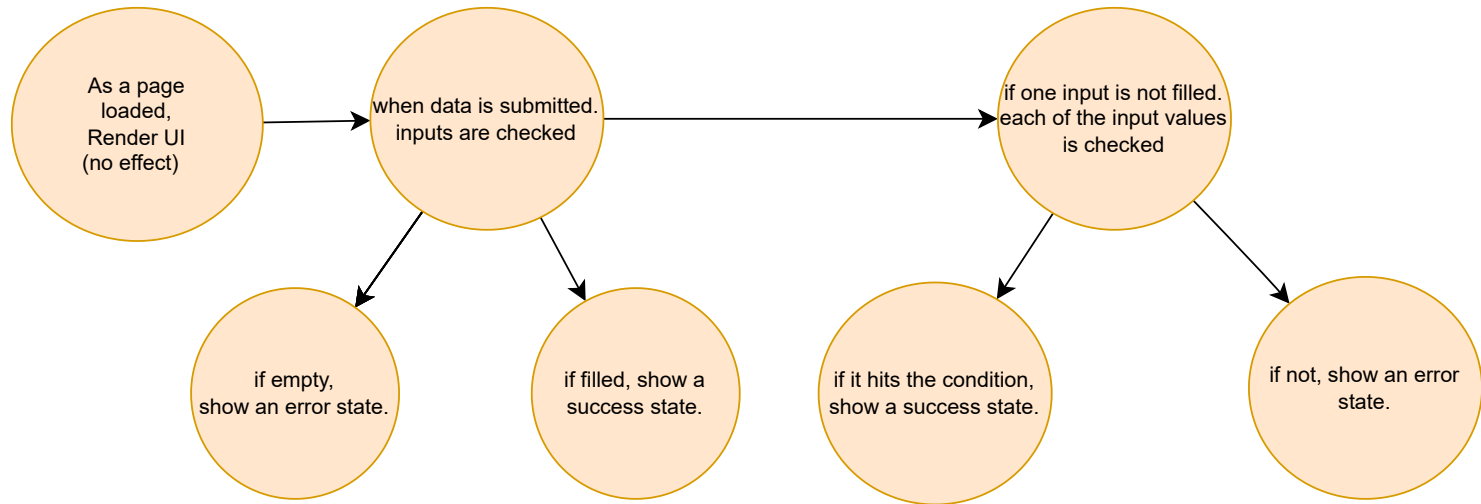 As a page
loaded,
Render UI
(no effect)
when data is submitted.
inputs are checked
if one input is not filled.
each of the input values
is checked
if empty,
show an error state.
if filled, show a
success state.
if it hits the condition,
show a success state.
if not, show an error
state.